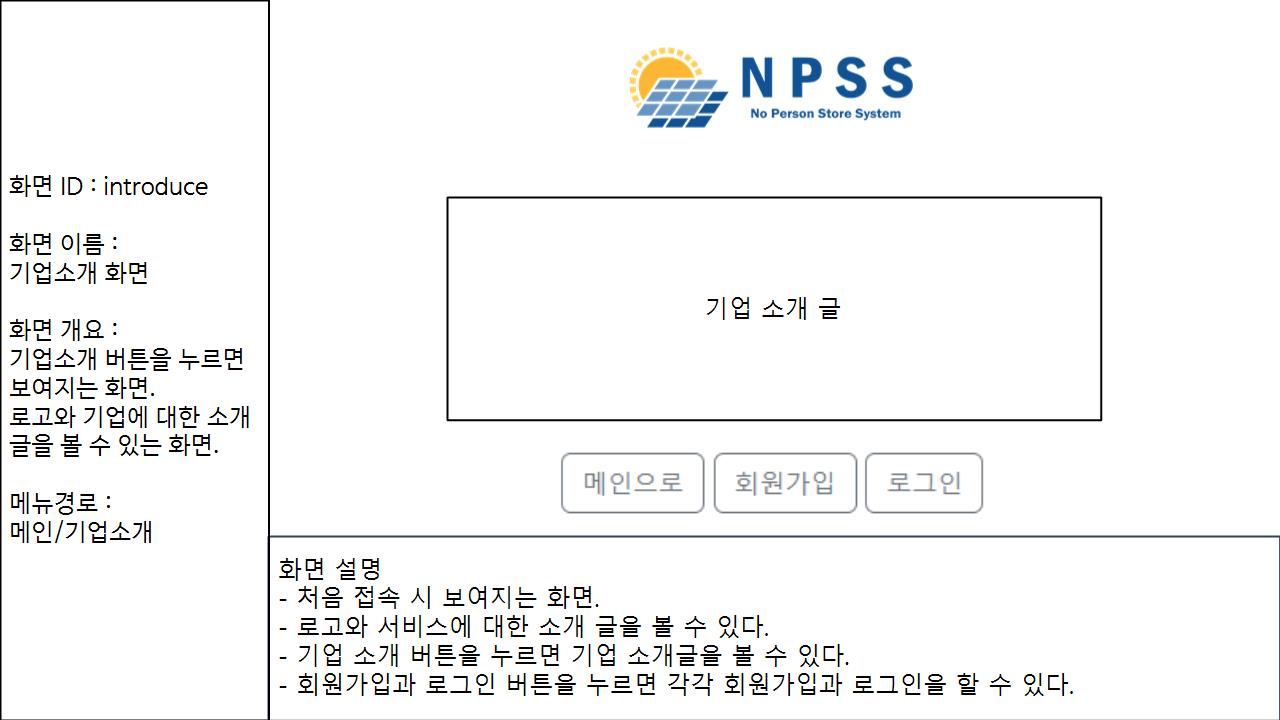 화면 ID : introduce
화면 이름 :
기업소개 화면
화면 개요 :
기업소개 버튼을 누르면
보여지는 화면.
로고와 기업에 대한 소개
글을 볼 수 있는 화면.
메뉴경로 :
메인/기업소개
NPSS
No Person Store System
기업 소개 글
메인으로
회원가입
로그인
화면 설명
- 처음 접속 시 보여지는 화면.
- 로고와 서비스에 대한 소개 글을 볼 수 있다.
- 기업 소개 버튼을 누르면 기업 소개글을 볼 수 있다.
- 회원가입과 로그인 버튼을 누르면 각각 회원가입과 로그인을 할 수 있다.